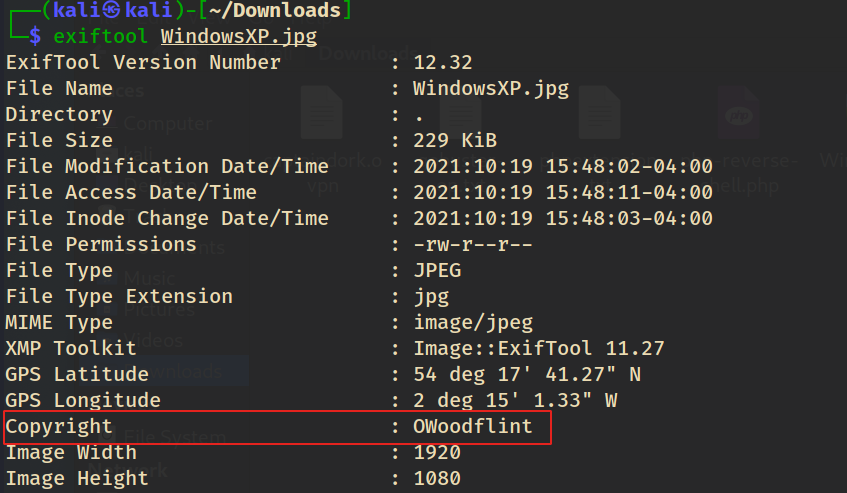 ┌──(kali㉿kali)-[~/Downloads]
└─$ exiftool WindowsXP.jpg
ExifTool Version Number : 12.32
File Name : WindowsXP.jpg
Directory : .
File Size : 229 KiB
File Modification Date/Time : 2021:10:19 15:48:02-04:00
File Access Date/Time : 2021:10:19 15:48:11-04:00
File Inode Change Date/Time : 2021:10:19 15:48:03-04:00
File Permissions : -rw-r--r--
File Type : JPEG
File Type Extension : jpg
MIME Type : image/jpeg
XMP Toolkit : Image::ExifTool 11.27
GPS Latitude : 54 deg 17' 41.27" N
GPS Longitude : 2 deg 15' 1.33" W
Copyright : OWoodflint
Image Width : 1920
Image Height : 1080